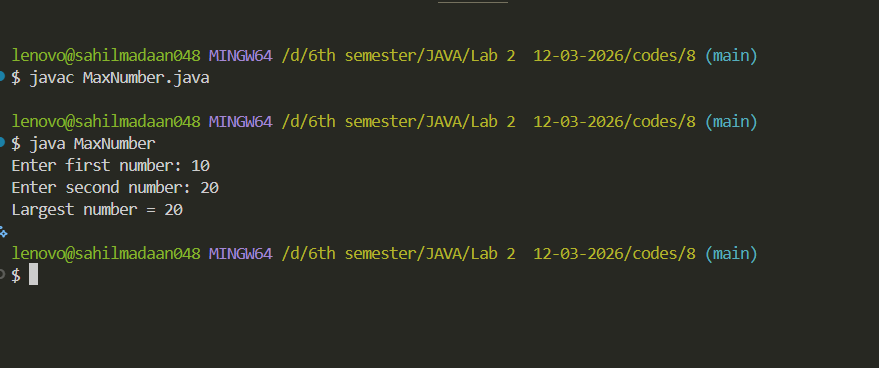 lenovo@sahilmadaan048 MINGW64 /d/6th semester/JAVA/Lab 2  12-03-2026/codes/8 (main)
$ javac MaxNumber.java
lenovo@sahilmadaan048 MINGW64 /d/6th semester/JAVA/Lab 2  12-03-2026/codes/8 (main)
$ java MaxNumber
Enter first number: 10
Enter second number: 20
Largest number = 20
lenovo@sahilmadaan048 MINGW64 /d/6th semester/JAVA/Lab 2  12-03-2026/codes/8 (main)
$